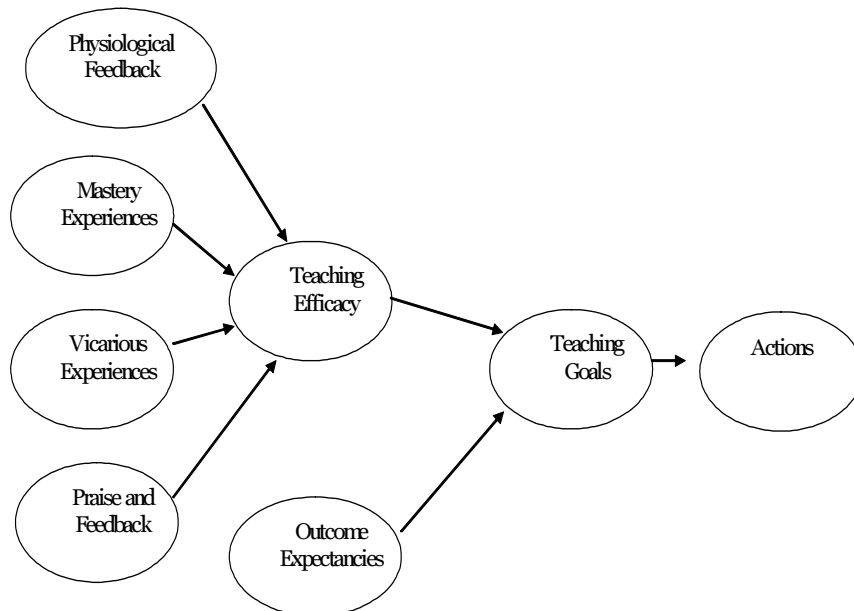 Physiological
Feedback
Mastery
Experiences
Teaching
Efficacy
Vicarious
Experiences
Teaching
Goals
Actions
Praise and
Feedback
Outcome
Expectancies